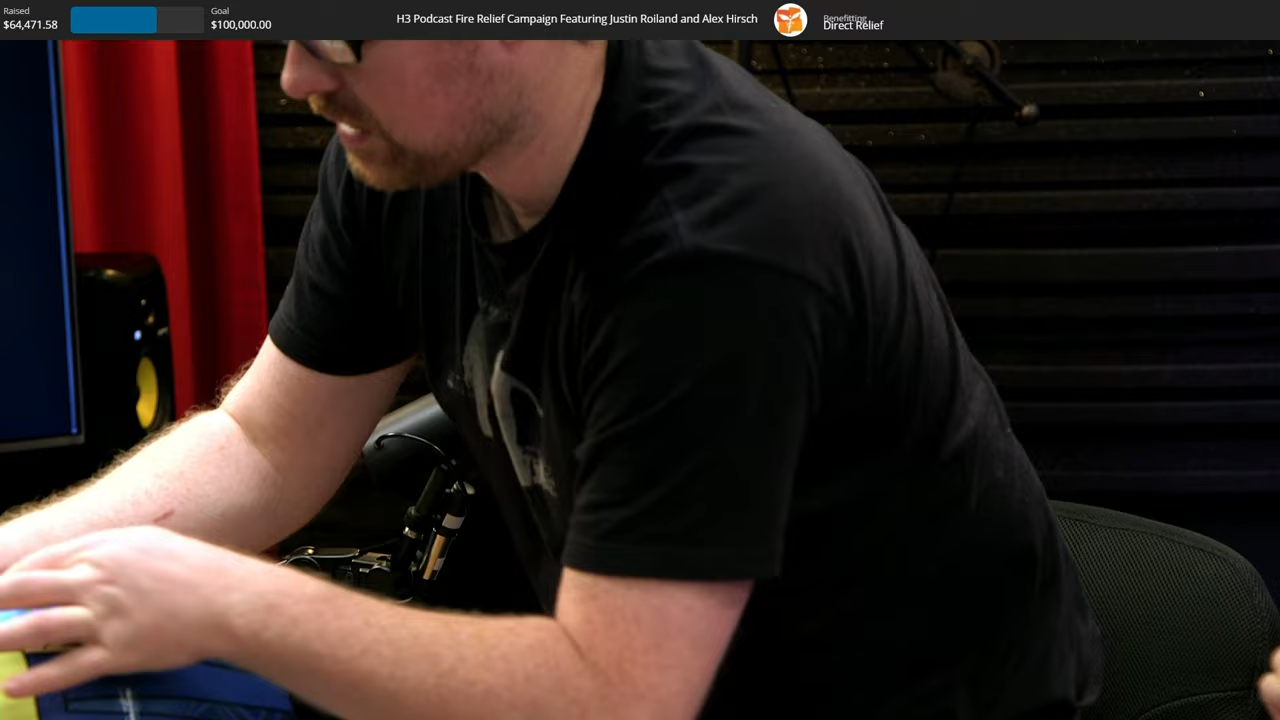 Raised
$64,471.58
Goal
$100,000.00
H3 Podcast Fire Relief Campaign Featuring Justin Roiland and Alex Hirsch
Benefitting
Direct Relief